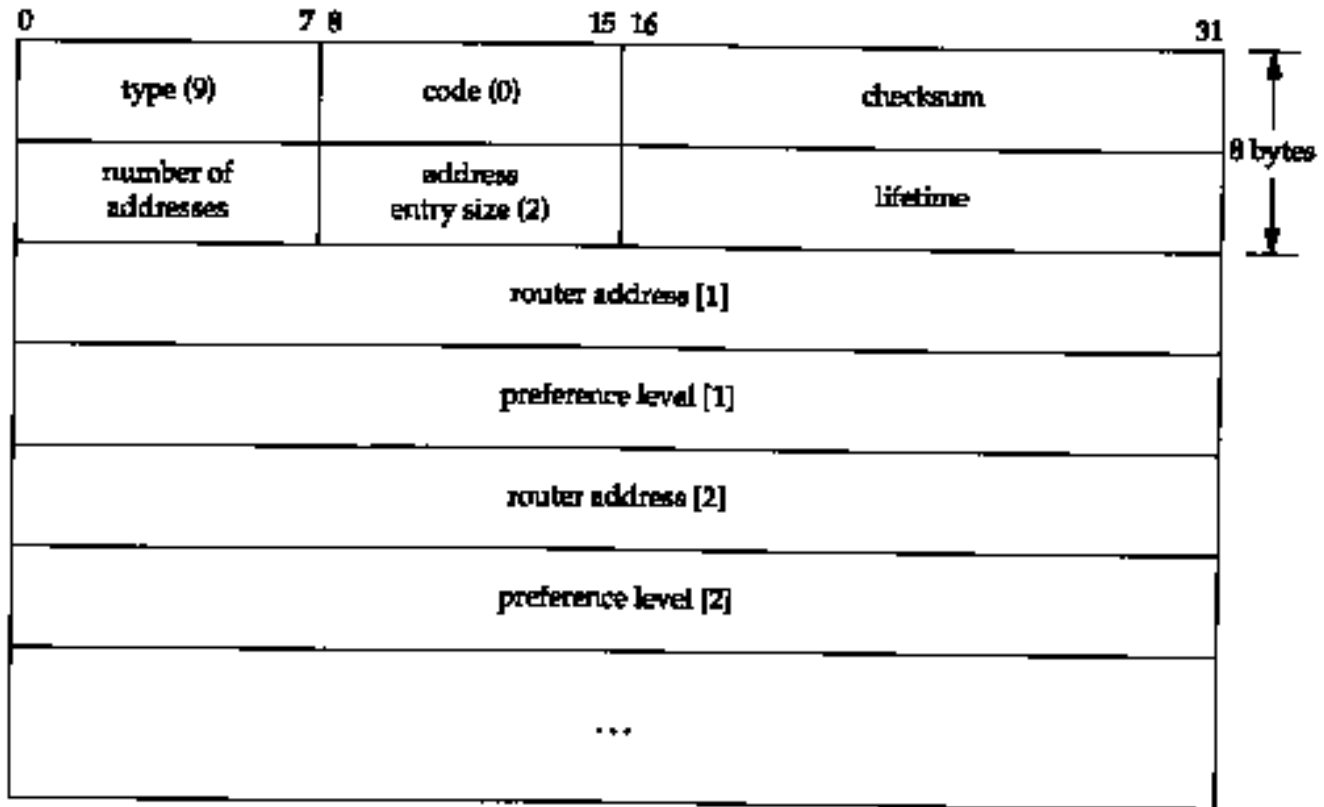 0 7 8 15 16 31
type (9) code (0) checksum
8 bytes
number of
addresses
address
entry size (2)
lifetime
router address [1]
preference level [1]
router address [2]
preference level [2]
...